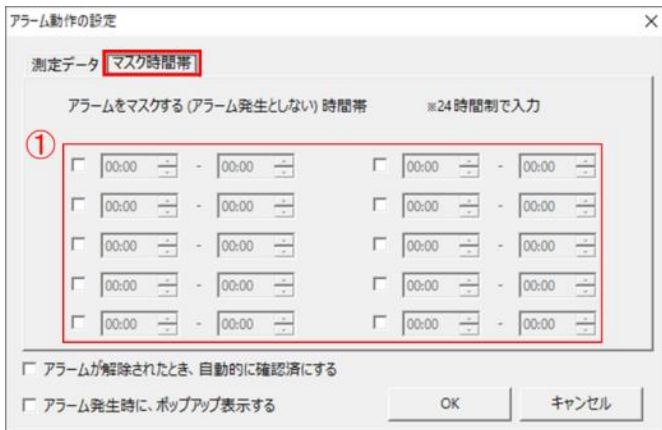 アラーム動作の設定
測定データ マスク時間帯
アラームをマスクする (アラーム発生としない) 時間帯 ※24時間制で入力
①
00:00 - 00:00 00:00 - 00:00
00:00 - 00:00 00:00 - 00:00
00:00 - 00:00 00:00 - 00:00
00:00 - 00:00 00:00 - 00:00
00:00 - 00:00 00:00 - 00:00
アラームが解除されたとき、自動的に確認済にする
アラーム発生時に、ポップアップ表示する OK キャンセル